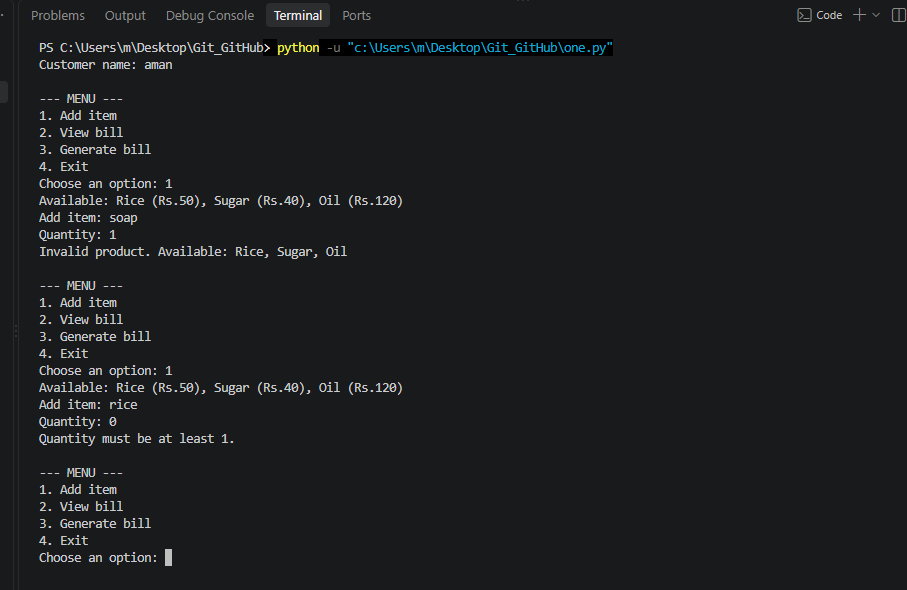 Problems Output Debug Console Terminal Ports Code
PS C:\Users\m\Desktop\Git_GitHub> python -u "c:\Users\m\Desktop\Git_GitHub\one.py"
Customer name: aman

--- MENU ---
1. Add item
2. View bill
3. Generate bill
4. Exit
Choose an option: 1
Available: Rice (Rs.50), Sugar (Rs.40), Oil (Rs.120)
Add item: soap
Quantity: 1
Invalid product. Available: Rice, Sugar, Oil

--- MENU ---
1. Add item
2. View bill
3. Generate bill
4. Exit
Choose an option: 1
Available: Rice (Rs.50), Sugar (Rs.40), Oil (Rs.120)
Add item: rice
Quantity: 0
Quantity must be at least 1.

--- MENU ---
1. Add item
2. View bill
3. Generate bill
4. Exit
Choose an option: